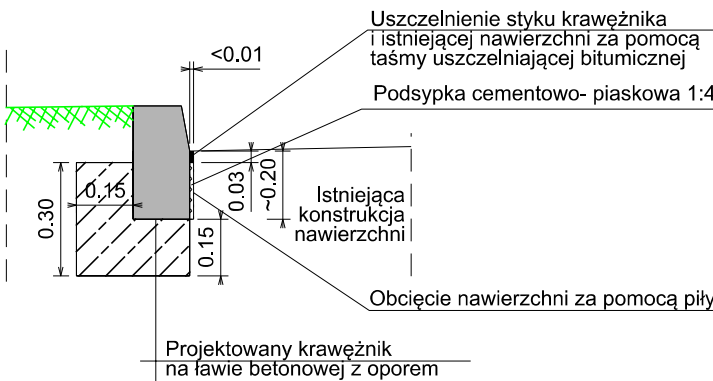 Uszczelnienie styku krawężnika
i istniejącej nawierzchni za pomocą
taśmy uszczelniającej bitumicznej
<0.01
Podsypka cementowo- piaskowa 1:4
0.15
0.30
0.03
~0.20
0.15
Istniejąca
konstrukcja
nawierzchni
Obcięcie nawierzchni za pomocą piły
Projektowany krawężnik
na ławie betonowej z oporem